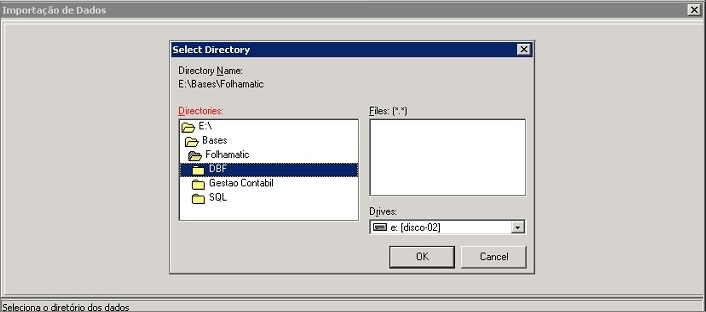 Importação de Dados
Select Directory
Directory Name:
E:\Bases\Folhamatic
Directories:
E:\
Bases
Folhamatic
DBF
Gestao Contabil
SQL
Files: (*.*)
Drives:
e: [disco-02]
OK
Cancel
Seleciona o diretório dos dados